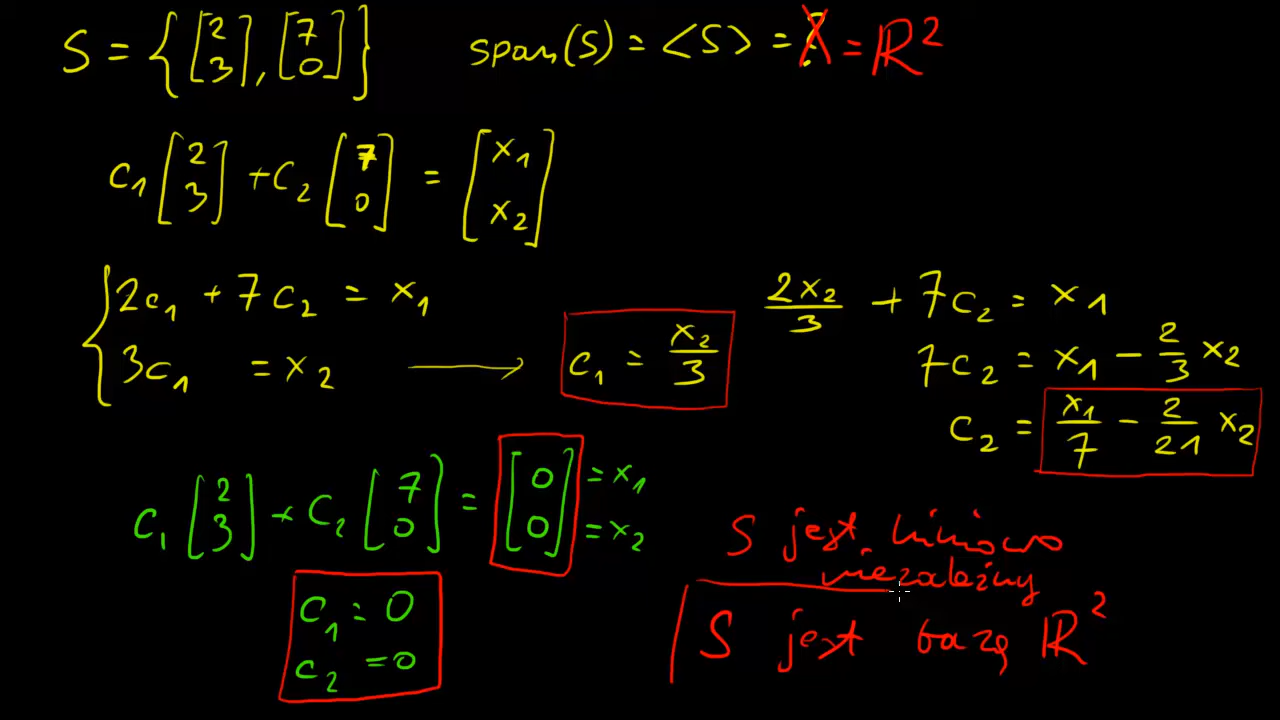 S = { [2 3], [7 0] } span(S) = <S> = ? = ℝ²
c₁ [2 3] + c₂ [7 0] = [x₁ x₂]
2c₁ + 7c₂ = x₁
3c₁ = x₂ → c₁ = x₂/3
2x₂/3 + 7c₂ = x₁
7c₂ = x₁ − 2/3 x₂
c₂ = x₁/7 − 2/21 x₂
c₁ [2 3] + c₂ [7 0] = [0 0] = x₁ = x₂
c₁ = 0
c₂ = 0
S jest liniowo
niezależny
S jest bazą ℝ²